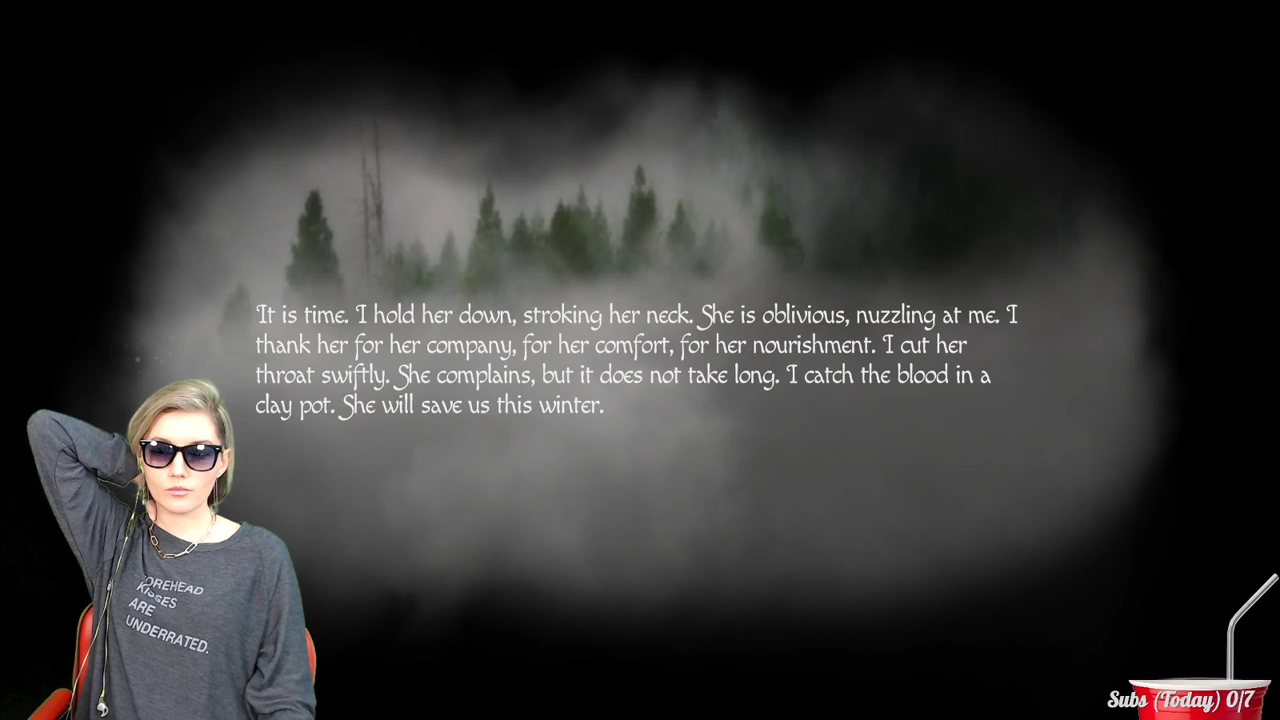 It is time. I hold her down, stroking her neck. She is oblivious, nuzzling at me. I
thank her for her company, for her comfort, for her nourishment. I cut her
throat swiftly. She complains, but it does not take long. I catch the blood in a
clay pot. She will save us this winter.
FOREHEAD
KISSES
ARE
UNDERRATED.
Subs (Today) 0/7